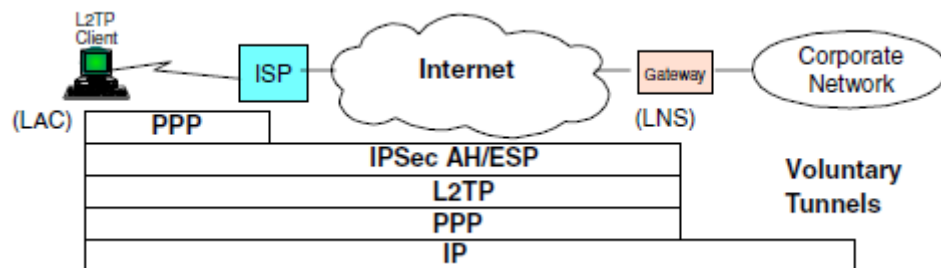 L2TP
Client
ISP
Internet
Gateway
Corporate
Network
(LAC)
(LNS)
PPP
IPSec AH/ESP
L2TP
PPP
IP
Voluntary
Tunnels